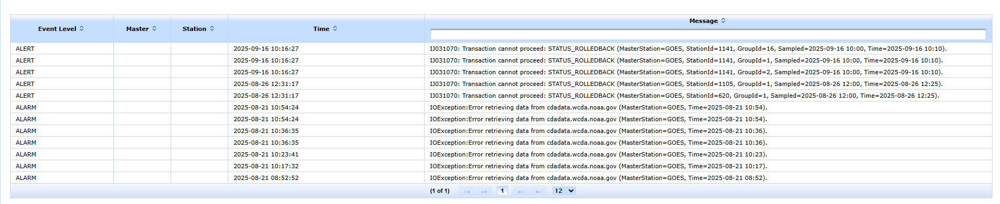 Event Level Master Station Time Message
ALERT 2025-09-16 10:16:27 IJ031070: Transaction cannot proceed: STATUS_ROLLEDBACK (MasterStation=GOES, StationId=1141, GroupId=16, Sampled=2025-09-16 10:00, Time=2025-09-16 10:10).
ALERT 2025-09-16 10:16:27 IJ031070: Transaction cannot proceed: STATUS_ROLLEDBACK (MasterStation=GOES, StationId=1141, GroupId=1, Sampled=2025-09-16 10:00, Time=2025-09-16 10:10).
ALERT 2025-09-16 10:16:27 IJ031070: Transaction cannot proceed: STATUS_ROLLEDBACK (MasterStation=GOES, StationId=1141, GroupId=2, Sampled=2025-09-16 10:00, Time=2025-09-16 10:10).
ALERT 2025-08-26 12:31:17 IJ031070: Transaction cannot proceed: STATUS_ROLLEDBACK (MasterStation=GOES, StationId=1105, GroupId=1, Sampled=2025-08-26 12:00, Time=2025-08-26 12:25).
ALERT 2025-08-26 12:31:17 IJ031070: Transaction cannot proceed: STATUS_ROLLEDBACK (MasterStation=GOES, StationId=620, GroupId=1, Sampled=2025-08-26 12:00, Time=2025-08-26 12:25).
ALARM 2025-08-21 10:54:24 IOException:Error retrieving data from cdadata.wcda.noaa.gov (MasterStation=GOES, Time=2025-08-21 10:54).
ALARM 2025-08-21 10:54:24 IOException:Error retrieving data from cdadata.wcda.noaa.gov (MasterStation=GOES, Time=2025-08-21 10:54).
ALARM 2025-08-21 10:36:35 IOException:Error retrieving data from cdadata.wcda.noaa.gov (MasterStation=GOES, Time=2025-08-21 10:36).
ALARM 2025-08-21 10:36:35 IOException:Error retrieving data from cdadata.wcda.noaa.gov (MasterStation=GOES, Time=2025-08-21 10:36).
ALARM 2025-08-21 10:23:41 IOException:Error retrieving data from cdadata.wcda.noaa.gov (MasterStation=GOES, Time=2025-08-21 10:23).
ALARM 2025-08-21 10:17:32 IOException:Error retrieving data from cdadata.wcda.noaa.gov (MasterStation=GOES, Time=2025-08-21 10:17).
ALARM 2025-08-21 08:52:52 IOException:Error retrieving data from cdadata.wcda.noaa.gov (MasterStation=GOES, Time=2025-08-21 08:52).
(1 of 1) 1 12